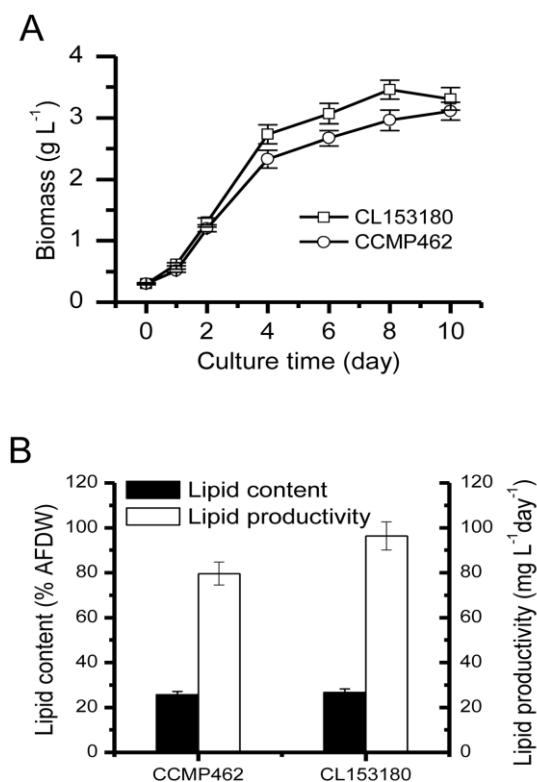 A
4
3
2
1
0
Biomass (g L⁻¹)
CL153180
CCMP462
0 2 4 6 8 10
Culture time (day)
B
120 120
100 100
80 80
60 60
40 40
20 20
0 0
Lipid content (% AFDW)
Lipid content
Lipid productivity
Lipid productivity (mg L⁻¹day⁻¹)
CCMP462 CL153180